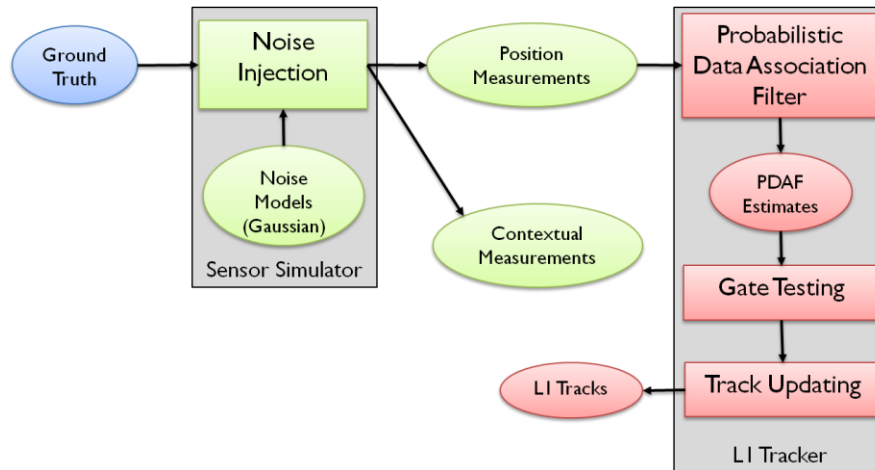 Ground
Truth
Noise
Injection
Noise
Models
(Gaussian)
Sensor Simulator
Position
Measurements
Contextual
Measurements
Probabilistic
Data Association
Filter
PDAF
Estimates
Gate Testing
Track Updating
L1 Tracks
L1 Tracker